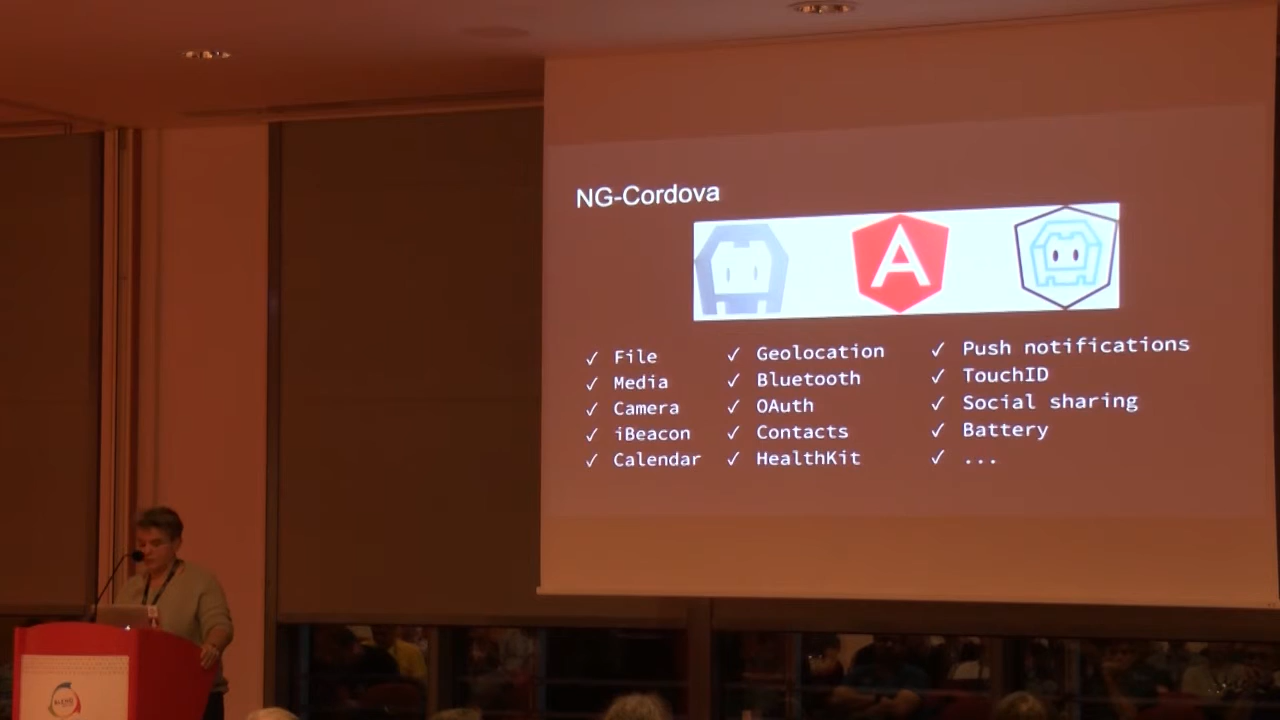 NG-Cordova
A
✓ File
✓ Media
✓ Camera
✓ iBeacon
✓ Calendar
✓ Geolocation
✓ Bluetooth
✓ OAuth
✓ Contacts
✓ HealthKit
✓ Push notifications
✓ TouchID
✓ Social sharing
✓ Battery
✓ ...